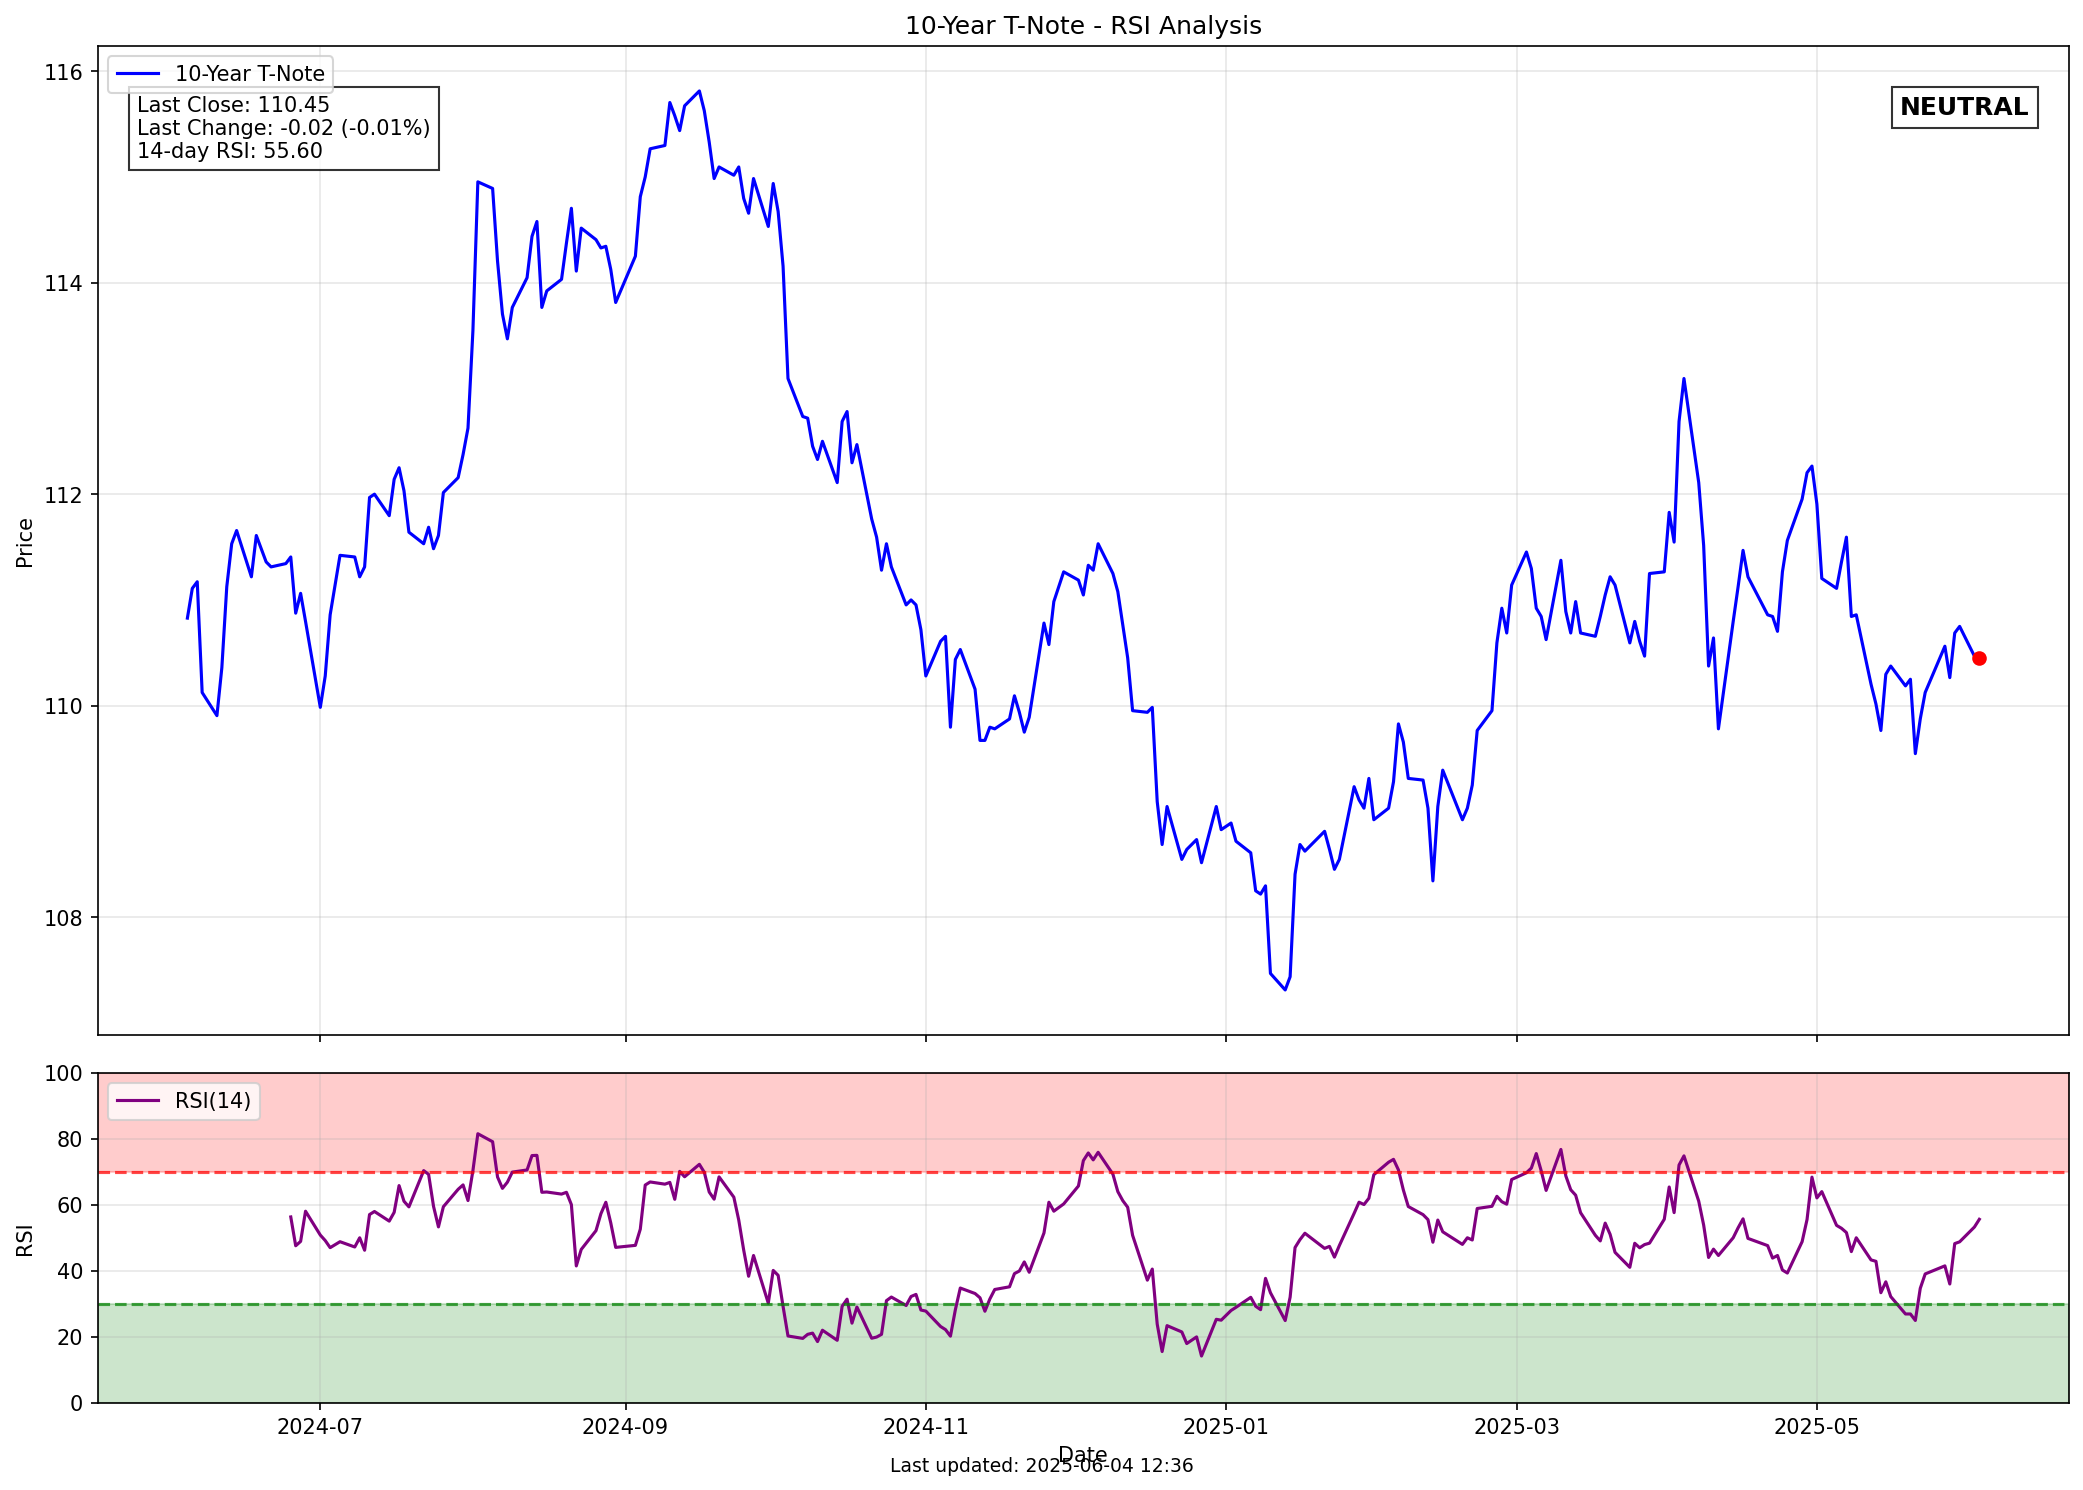 10-Year T-Note - RSI Analysis
10-Year T-Note
Last Close: 110.45
Last Change: -0.02 (-0.01%)
14-day RSI: 55.60
NEUTRAL
116
114
112
110
108
Price
RSI(14)
100
80
60
40
20
0
RSI
2024-07
2024-09
2024-11
2025-01
2025-03
2025-05
Date
Last updated: 2025-06-04 12:36